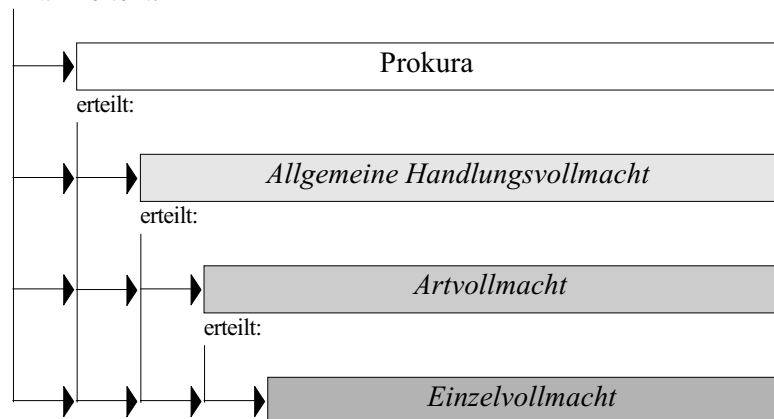 Prokura
erteilt:
Allgemeine Handlungsvollmacht
erteilt:
Artvollmacht
erteilt:
Einzelvollmacht